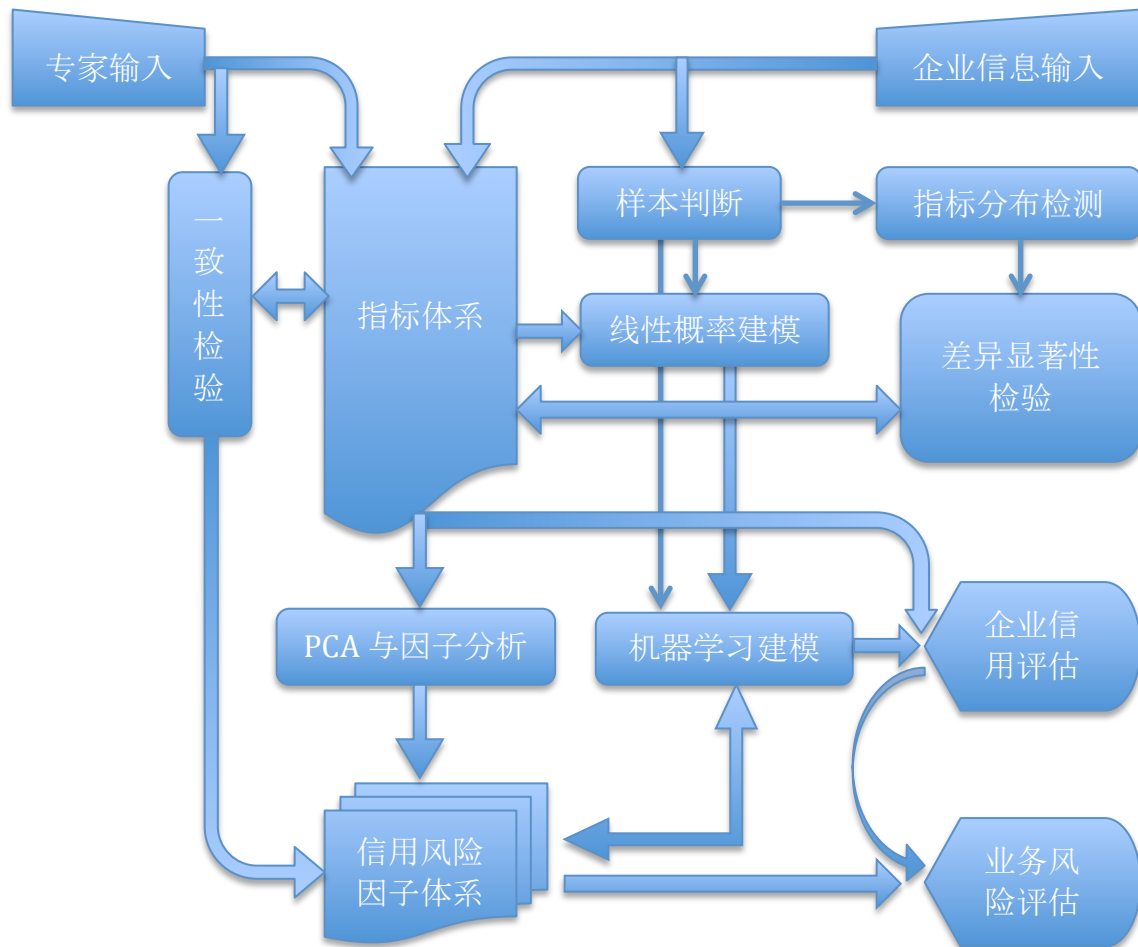 专家输入
企业信息输入
一
致
性
检
验
指标体系
样本判断
指标分布检测
线性概率建模
差异显著性
检验
PCA 与因子分析
机器学习建模
企业信
用评估
信用风险
因子体系
业务风
险评估